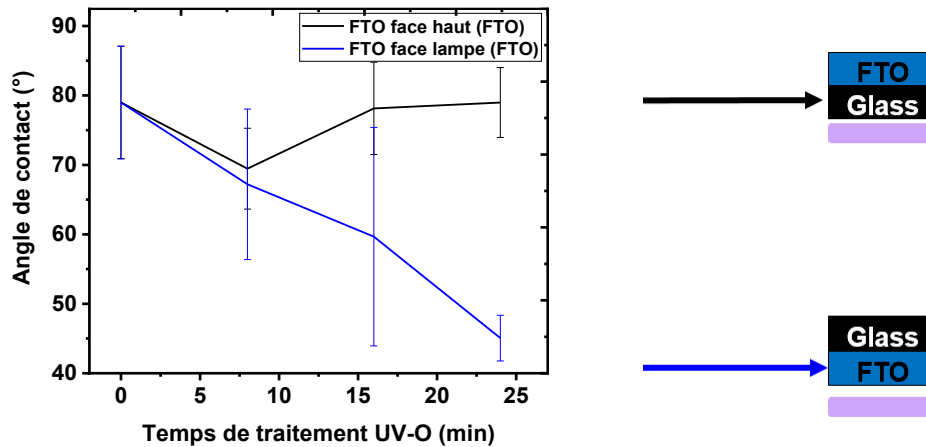 90
80
70
60
50
40
Angle de contact (°)
FTO face haut (FTO)
FTO face lampe (FTO)
0
5
10
15
20
25
Temps de traitement UV-O (min)
FTO
Glass
Glass
FTO